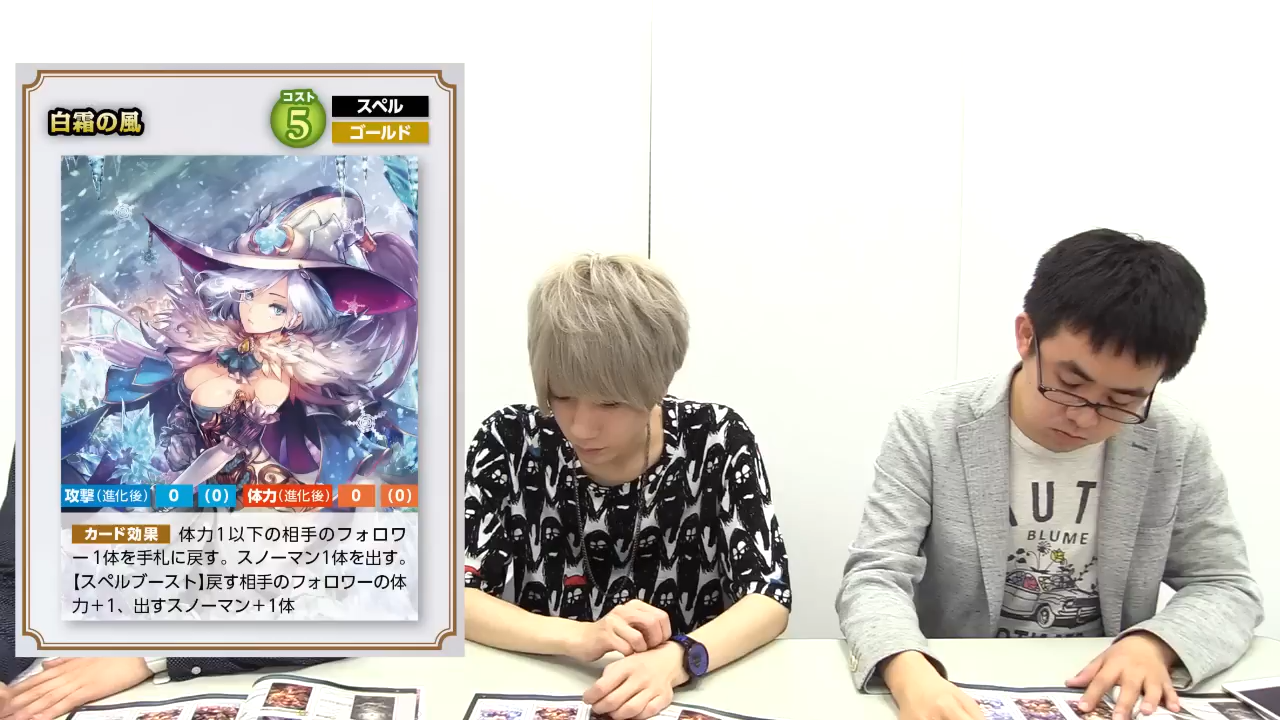 白霜の風
コスト
5
スペル
ゴールド
攻撃(進化後) 0 (0) 体力(進化後) 0 (0)
カード効果 体力1以下の相手のフォロワ
ー1体を手札に戻す。スノーマン1体を出す。
【スペルブースト】戻す相手のフォロワーの体
力+1、出すスノーマン+1体
AUT
BLUME